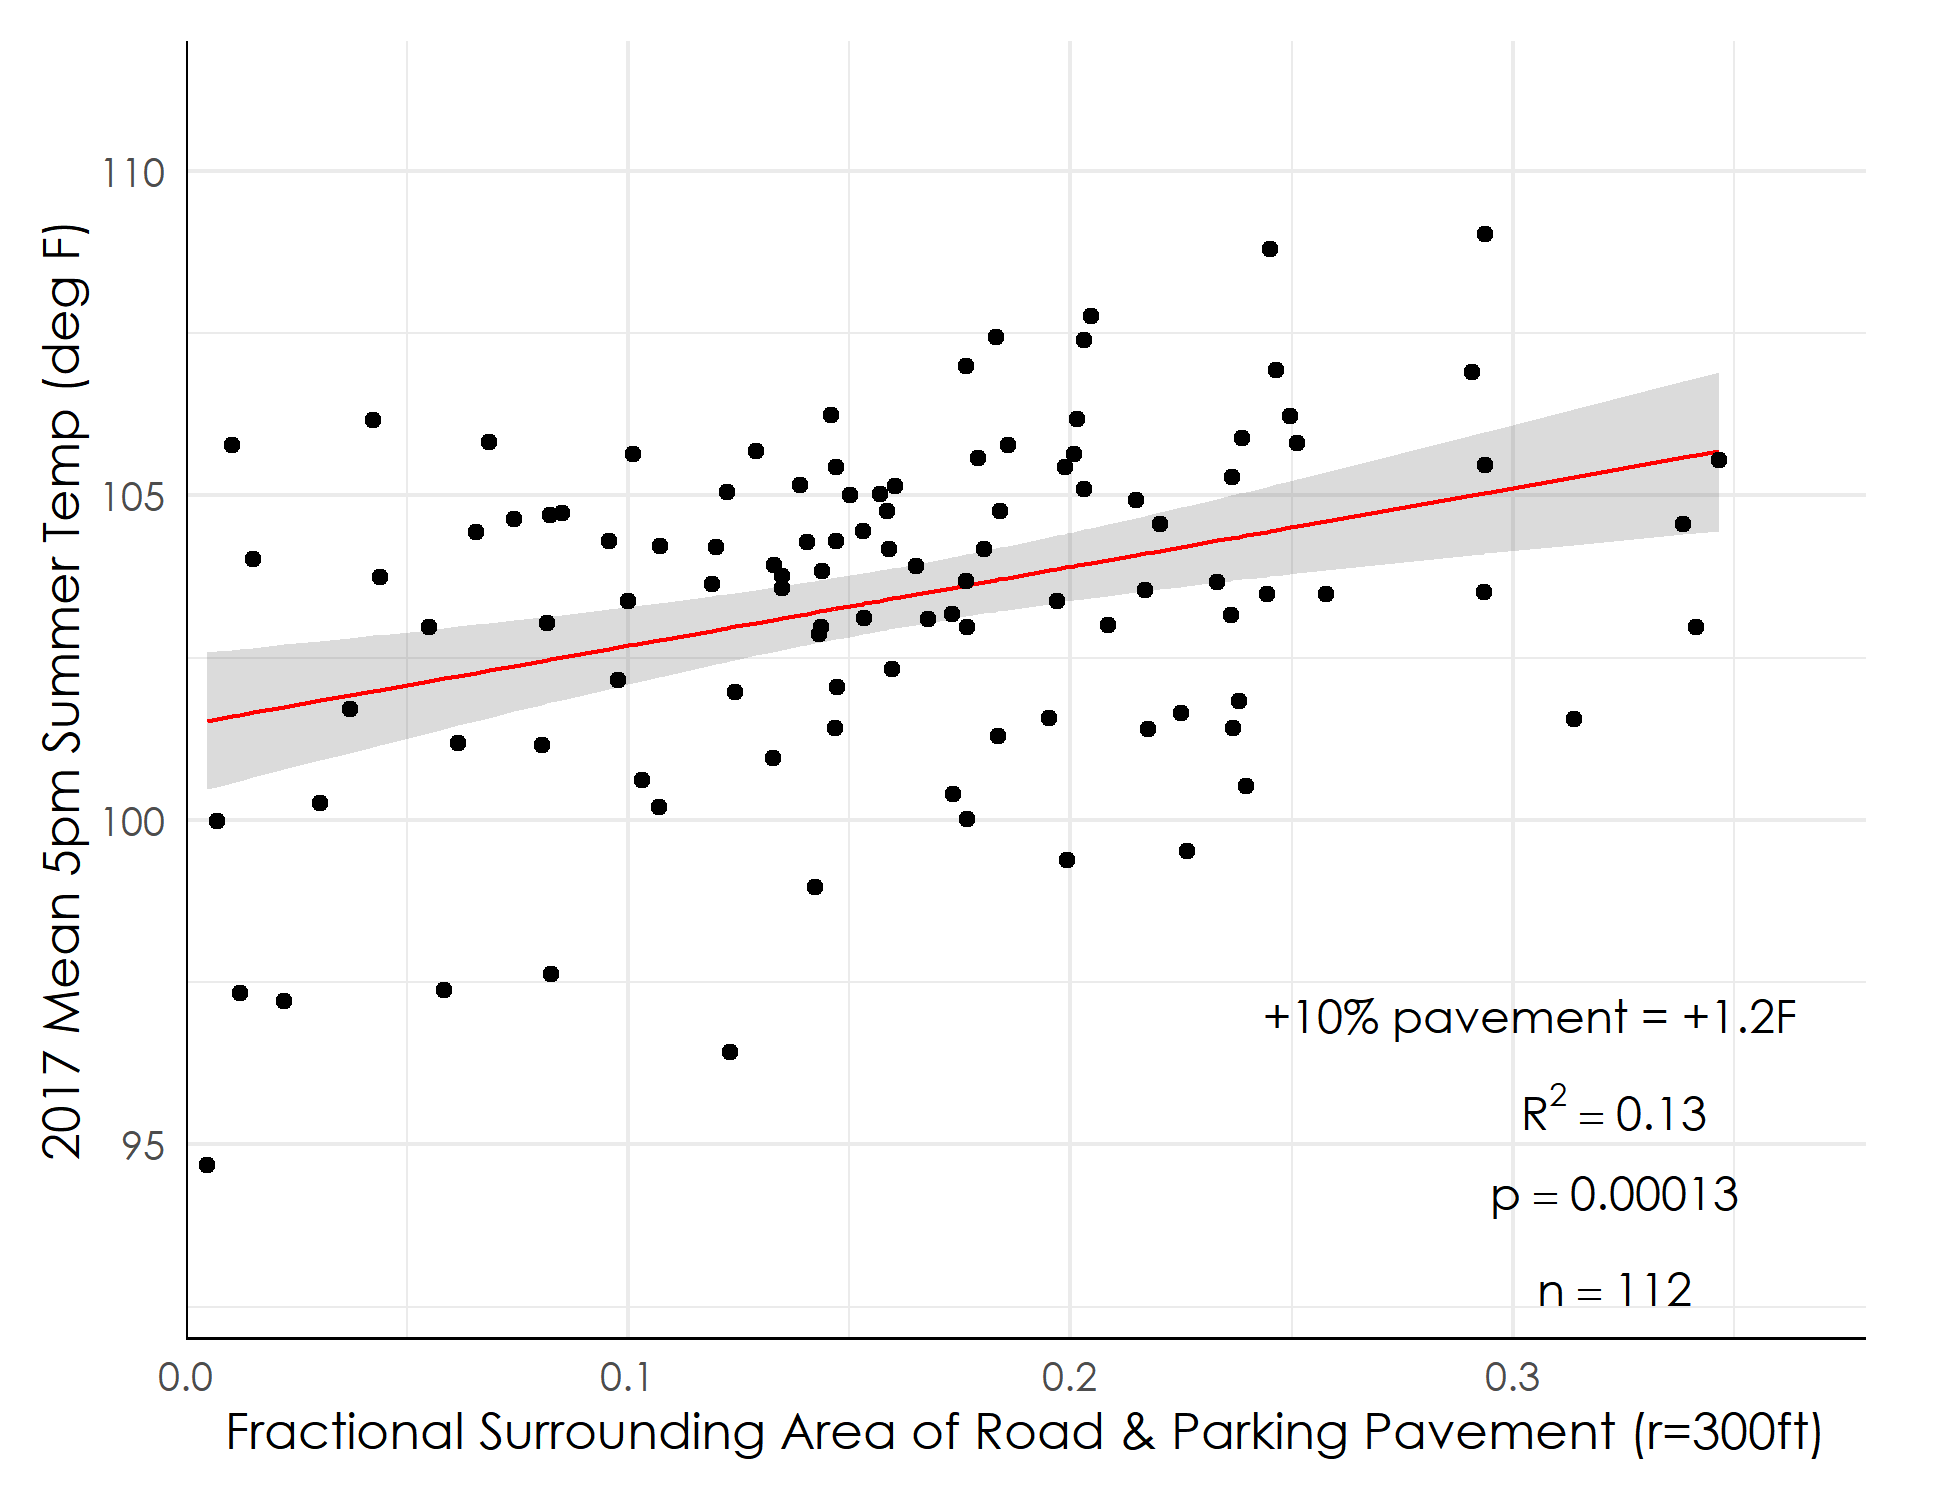 2017 Mean 5pm Summer Temp (deg F)
110
105
100
95
+10% pavement = +1.2F
R² = 0.13
p = 0.00013
n = 112
0.0 0.1 0.2 0.3
Fractional Surrounding Area of Road & Parking Pavement (r=300ft)